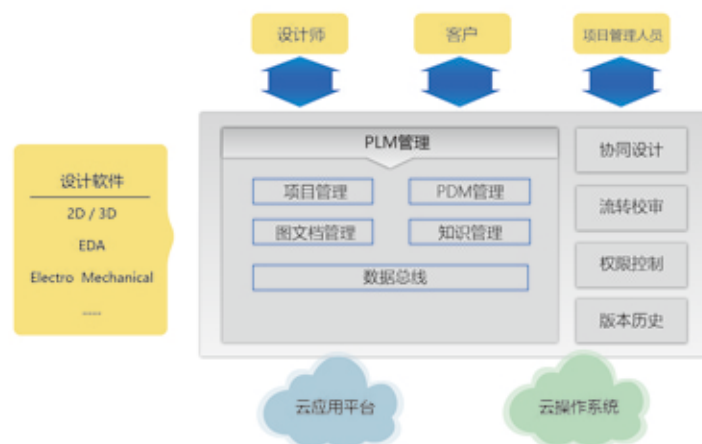 设计师
客户
项目管理人员
PLM管理
设计软件
2D / 3D
EDA
Electro Mechanical
----
项目管理
PDM管理
图文档管理
知识管理
数据总线
协同设计
流转校审
权限控制
版本历史
云应用平台
云操作系统